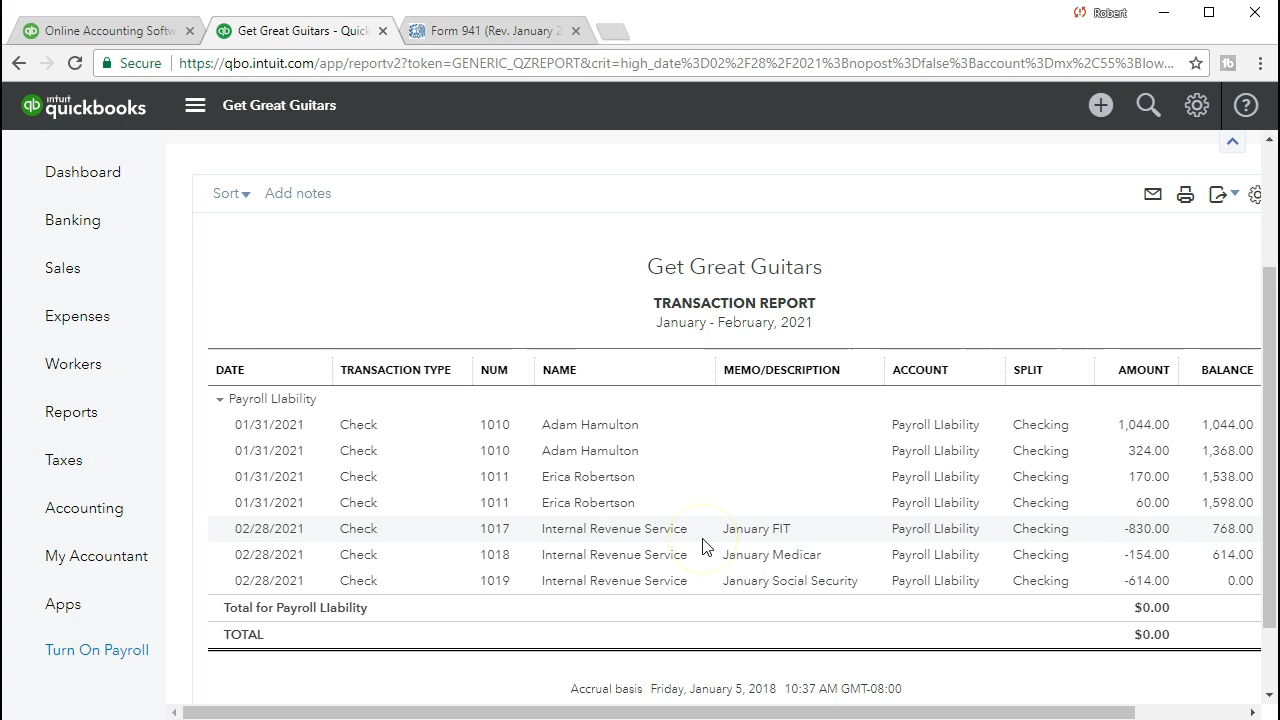 Robert
Online Accounting Softw
Get Great Guitars - Quick
Form 941 (Rev. January 2
Secure
https://qbo.intuit.com/app/reportv2?token=GENERIC_QZREPORT&crit=high_date%3D02%2F28%2F2021%3Bnopost%3Dfalse%3Baccount%3Dmx%2C55%3Blow...
intuit
quickbooks
Get Great Guitars
Dashboard
Banking
Sales
Expenses
Workers
Reports
Taxes
Accounting
My Accountant
Apps
Turn On Payroll
Sort Add notes
Get Great Guitars
TRANSACTION REPORT
January - February, 2021
DATE TRANSACTION TYPE NUM NAME MEMO/DESCRIPTION ACCOUNT SPLIT AMOUNT BALANCE
Payroll LIability
01/31/2021 Check 1010 Adam Hamulton Payroll LIability Checking 1,044.00 1,044.00
01/31/2021 Check 1010 Adam Hamulton Payroll LIability Checking 324.00 1,368.00
01/31/2021 Check 1011 Erica Robertson Payroll LIability Checking 170.00 1,538.00
01/31/2021 Check 1011 Erica Robertson Payroll LIability Checking 60.00 1,598.00
02/28/2021 Check 1017 Internal Revenue Service January FIT Payroll LIability Checking -830.00 768.00
02/28/2021 Check 1018 Internal Revenue Service January Medicar Payroll LIability Checking -154.00 614.00
02/28/2021 Check 1019 Internal Revenue Service January Social Security Payroll LIability Checking -614.00 0.00
Total for Payroll LIability $0.00
TOTAL $0.00
Accrual basis Friday, January 5, 2018 10:37 AM GMT-08:00